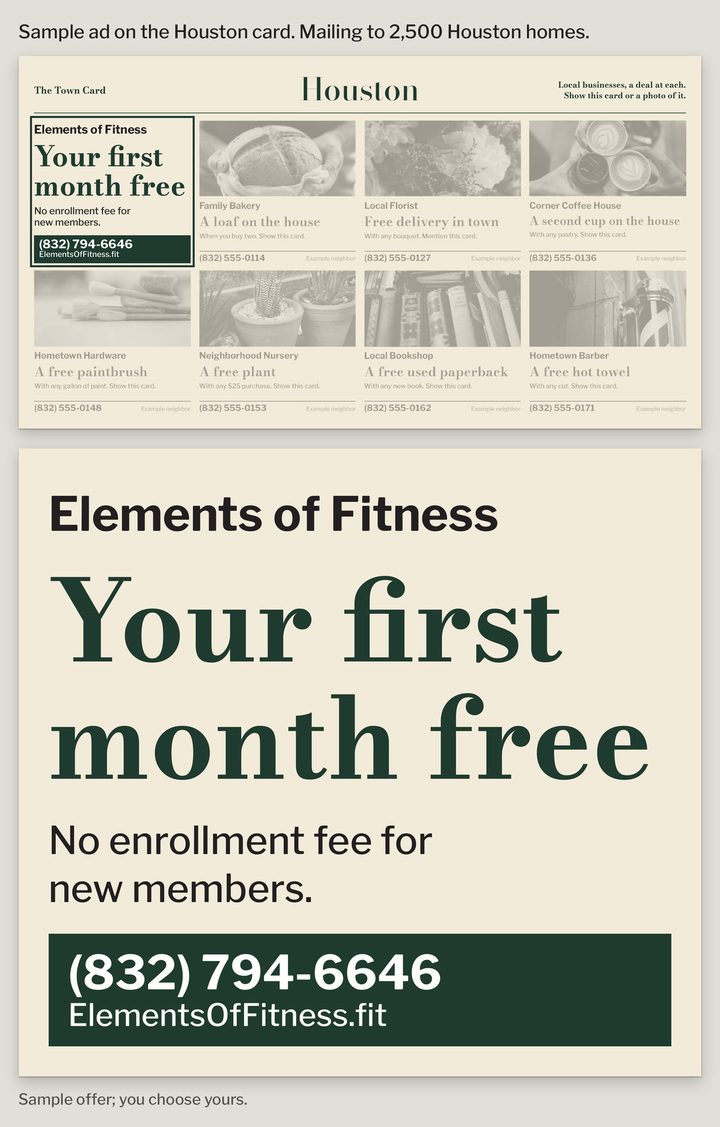 Sample ad on the Houston card. Mailing to 2,500 Houston homes.
The Town Card
Houston
Local businesses, a deal at each.
Show this card or a photo of it.
Elements of Fitness
Your first
month free
No enrollment fee for
new members.
(832) 794-6646
ElementsOfFitness.fit
Family Bakery
A loaf on the house
When you buy two. Show this card.
(832) 555-0114
Example neighbor
Local Florist
Free delivery in town
With any bouquet. Mention this card.
(832) 555-0127
Example neighbor
Corner Coffee House
A second cup on the house
With any pastry. Show this card.
(832) 555-0136
Example neighbor
Hometown Hardware
A free paintbrush
With any gallon of paint. Show this card.
(832) 555-0148
Example neighbor
Neighborhood Nursery
A free plant
With any $25 purchase. Show this card.
(832) 555-0153
Example neighbor
Local Bookshop
A free used paperback
With any new book. Show this card.
(832) 555-0162
Example neighbor
Hometown Barber
A free hot towel
With any cut. Show this card.
(832) 555-0171
Example neighbor
Elements of Fitness
Your first
month free
No enrollment fee for
new members.
(832) 794-6646
ElementsOfFitness.fit
Sample offer; you choose yours.